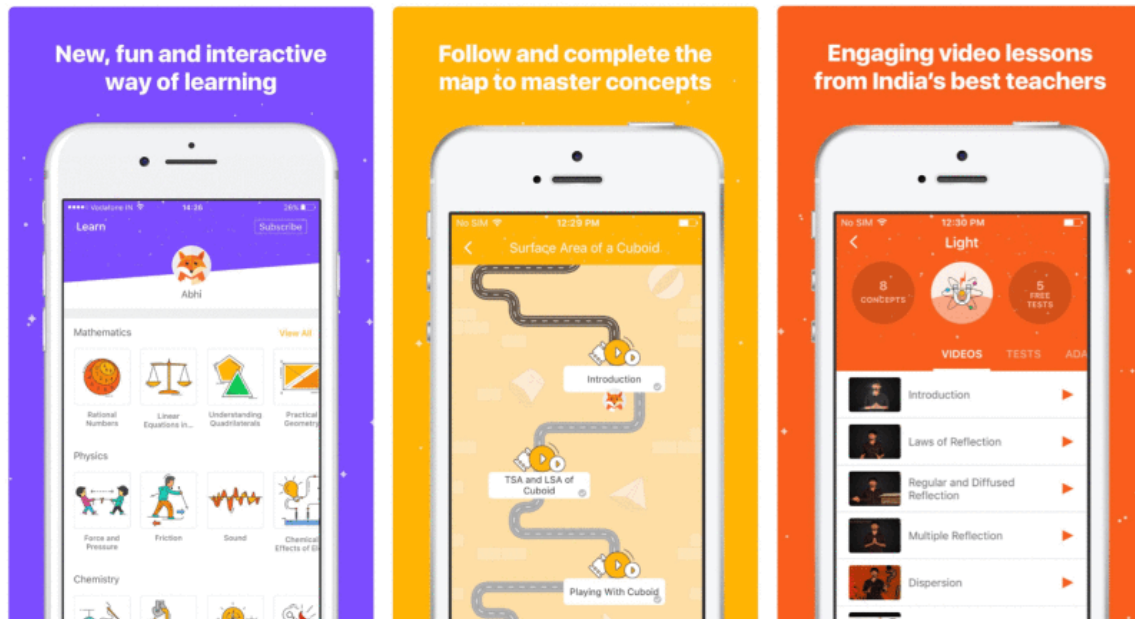 New, fun and interactive
way of learning
Vodafone IN
14:26
26%
Learn
Subscribe
Abhi
Mathematics
View All
Rational
Numbers
Linear
Equations in...
Understanding
Quadrilaterals
Practical
Geometry
Physics
Force and
Pressure
Friction
Sound
Chemical
Effects of El
Chemistry
Follow and complete the
map to master concepts
No SIM
12:29 PM
Surface Area of a Cuboid
Introduction
TSA and LSA of
Cuboid
Playing With Cuboid
Engaging video lessons
from India's best teachers
No SIM
12:30 PM
Light
8
CONCEPTS
5
FREE
TESTS
VIDEOS
TESTS
ADA
Introduction
Laws of Reflection
Regular and Diffused
Reflection
Multiple Reflection
Dispersion